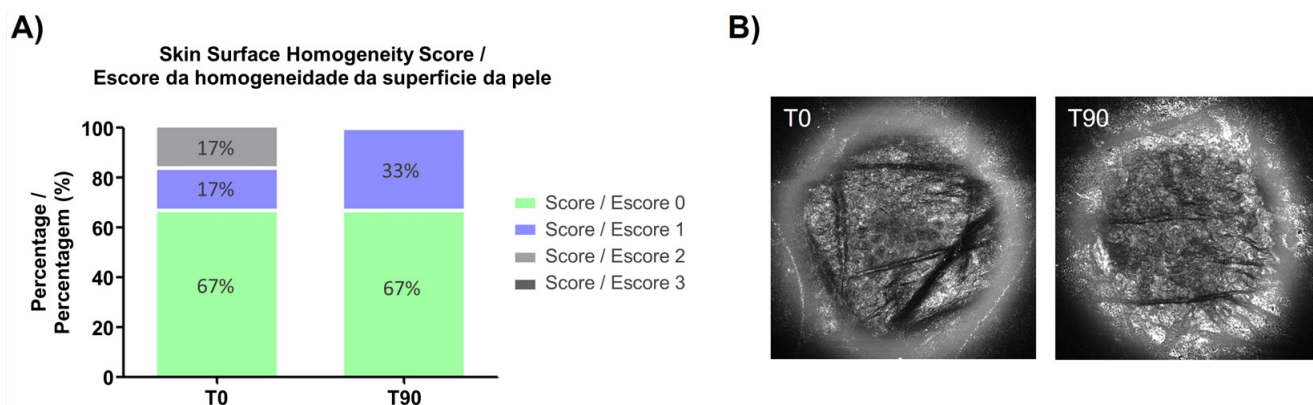 A)
Skin Surface Homogeneity Score /
Escore da homogeneidade da superficie da pele
Percentage /
Percentagem (%)
100
80
60
40
20
0
17%
17%
67%
33%
67%
T0
T90
Score / Escore 0
Score / Escore 1
Score / Escore 2
Score / Escore 3
B)
T0
T90